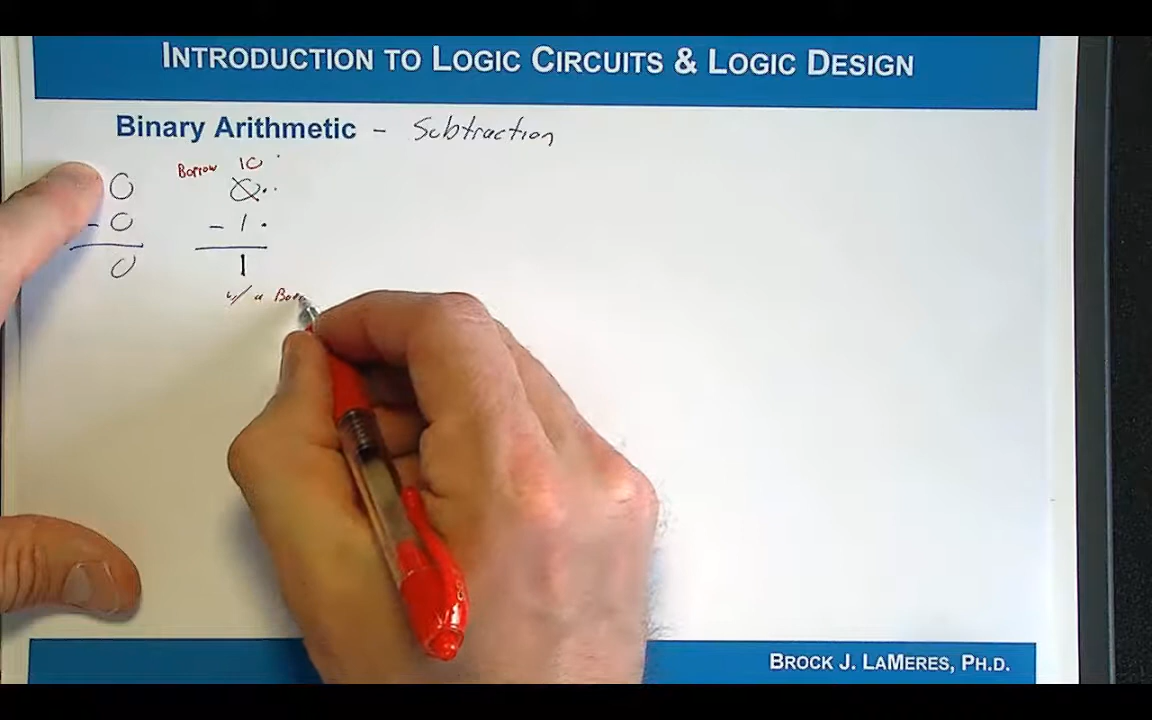 INTRODUCTION TO LOGIC CIRCUITS & LOGIC DESIGN
Binary Arithmetic - Subtraction
0
- 0
0
Borrow 10
0
- 1
1
w/ a
BROCK J. LAMERES, PH.D.